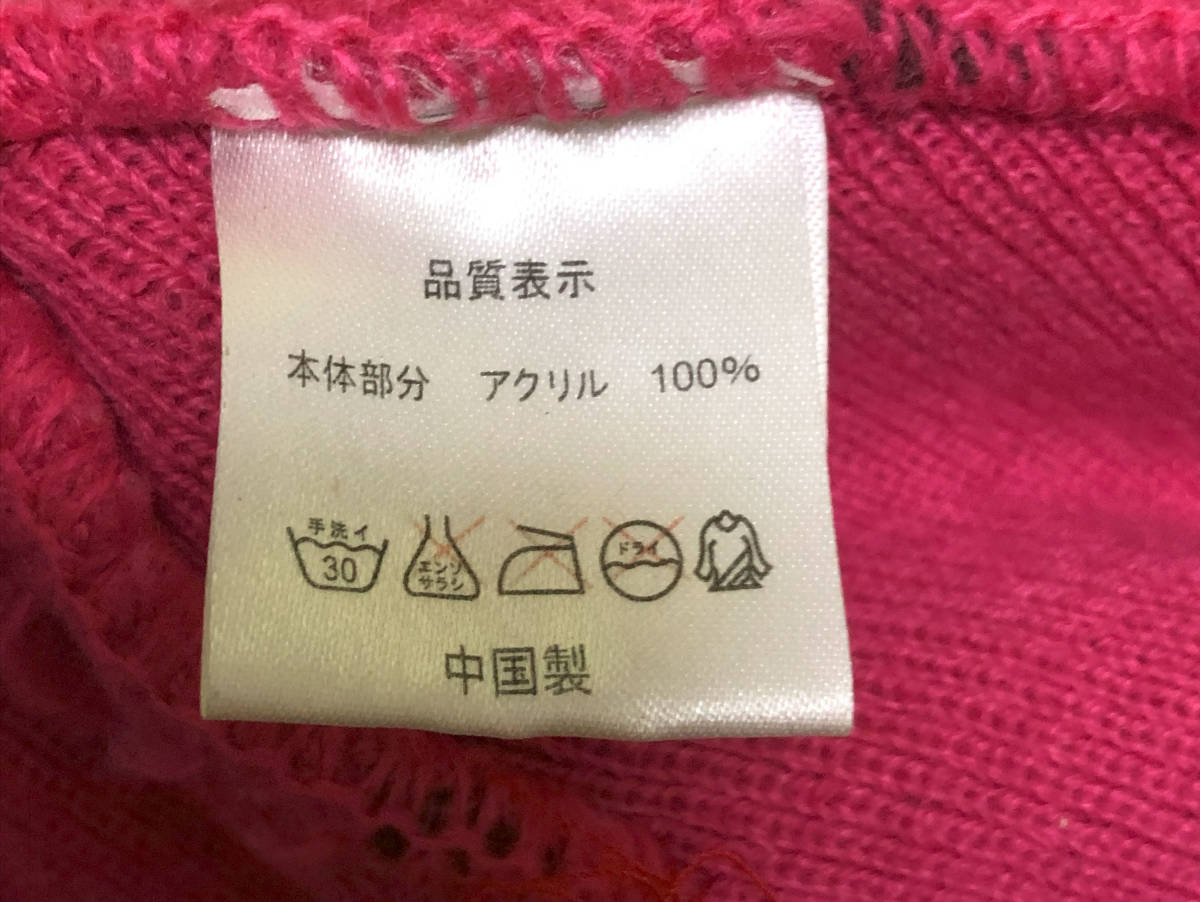 品質表示
本体部分 アクリル 100%
手洗イ
30
エンソ
サラシ
ドライ
中国製